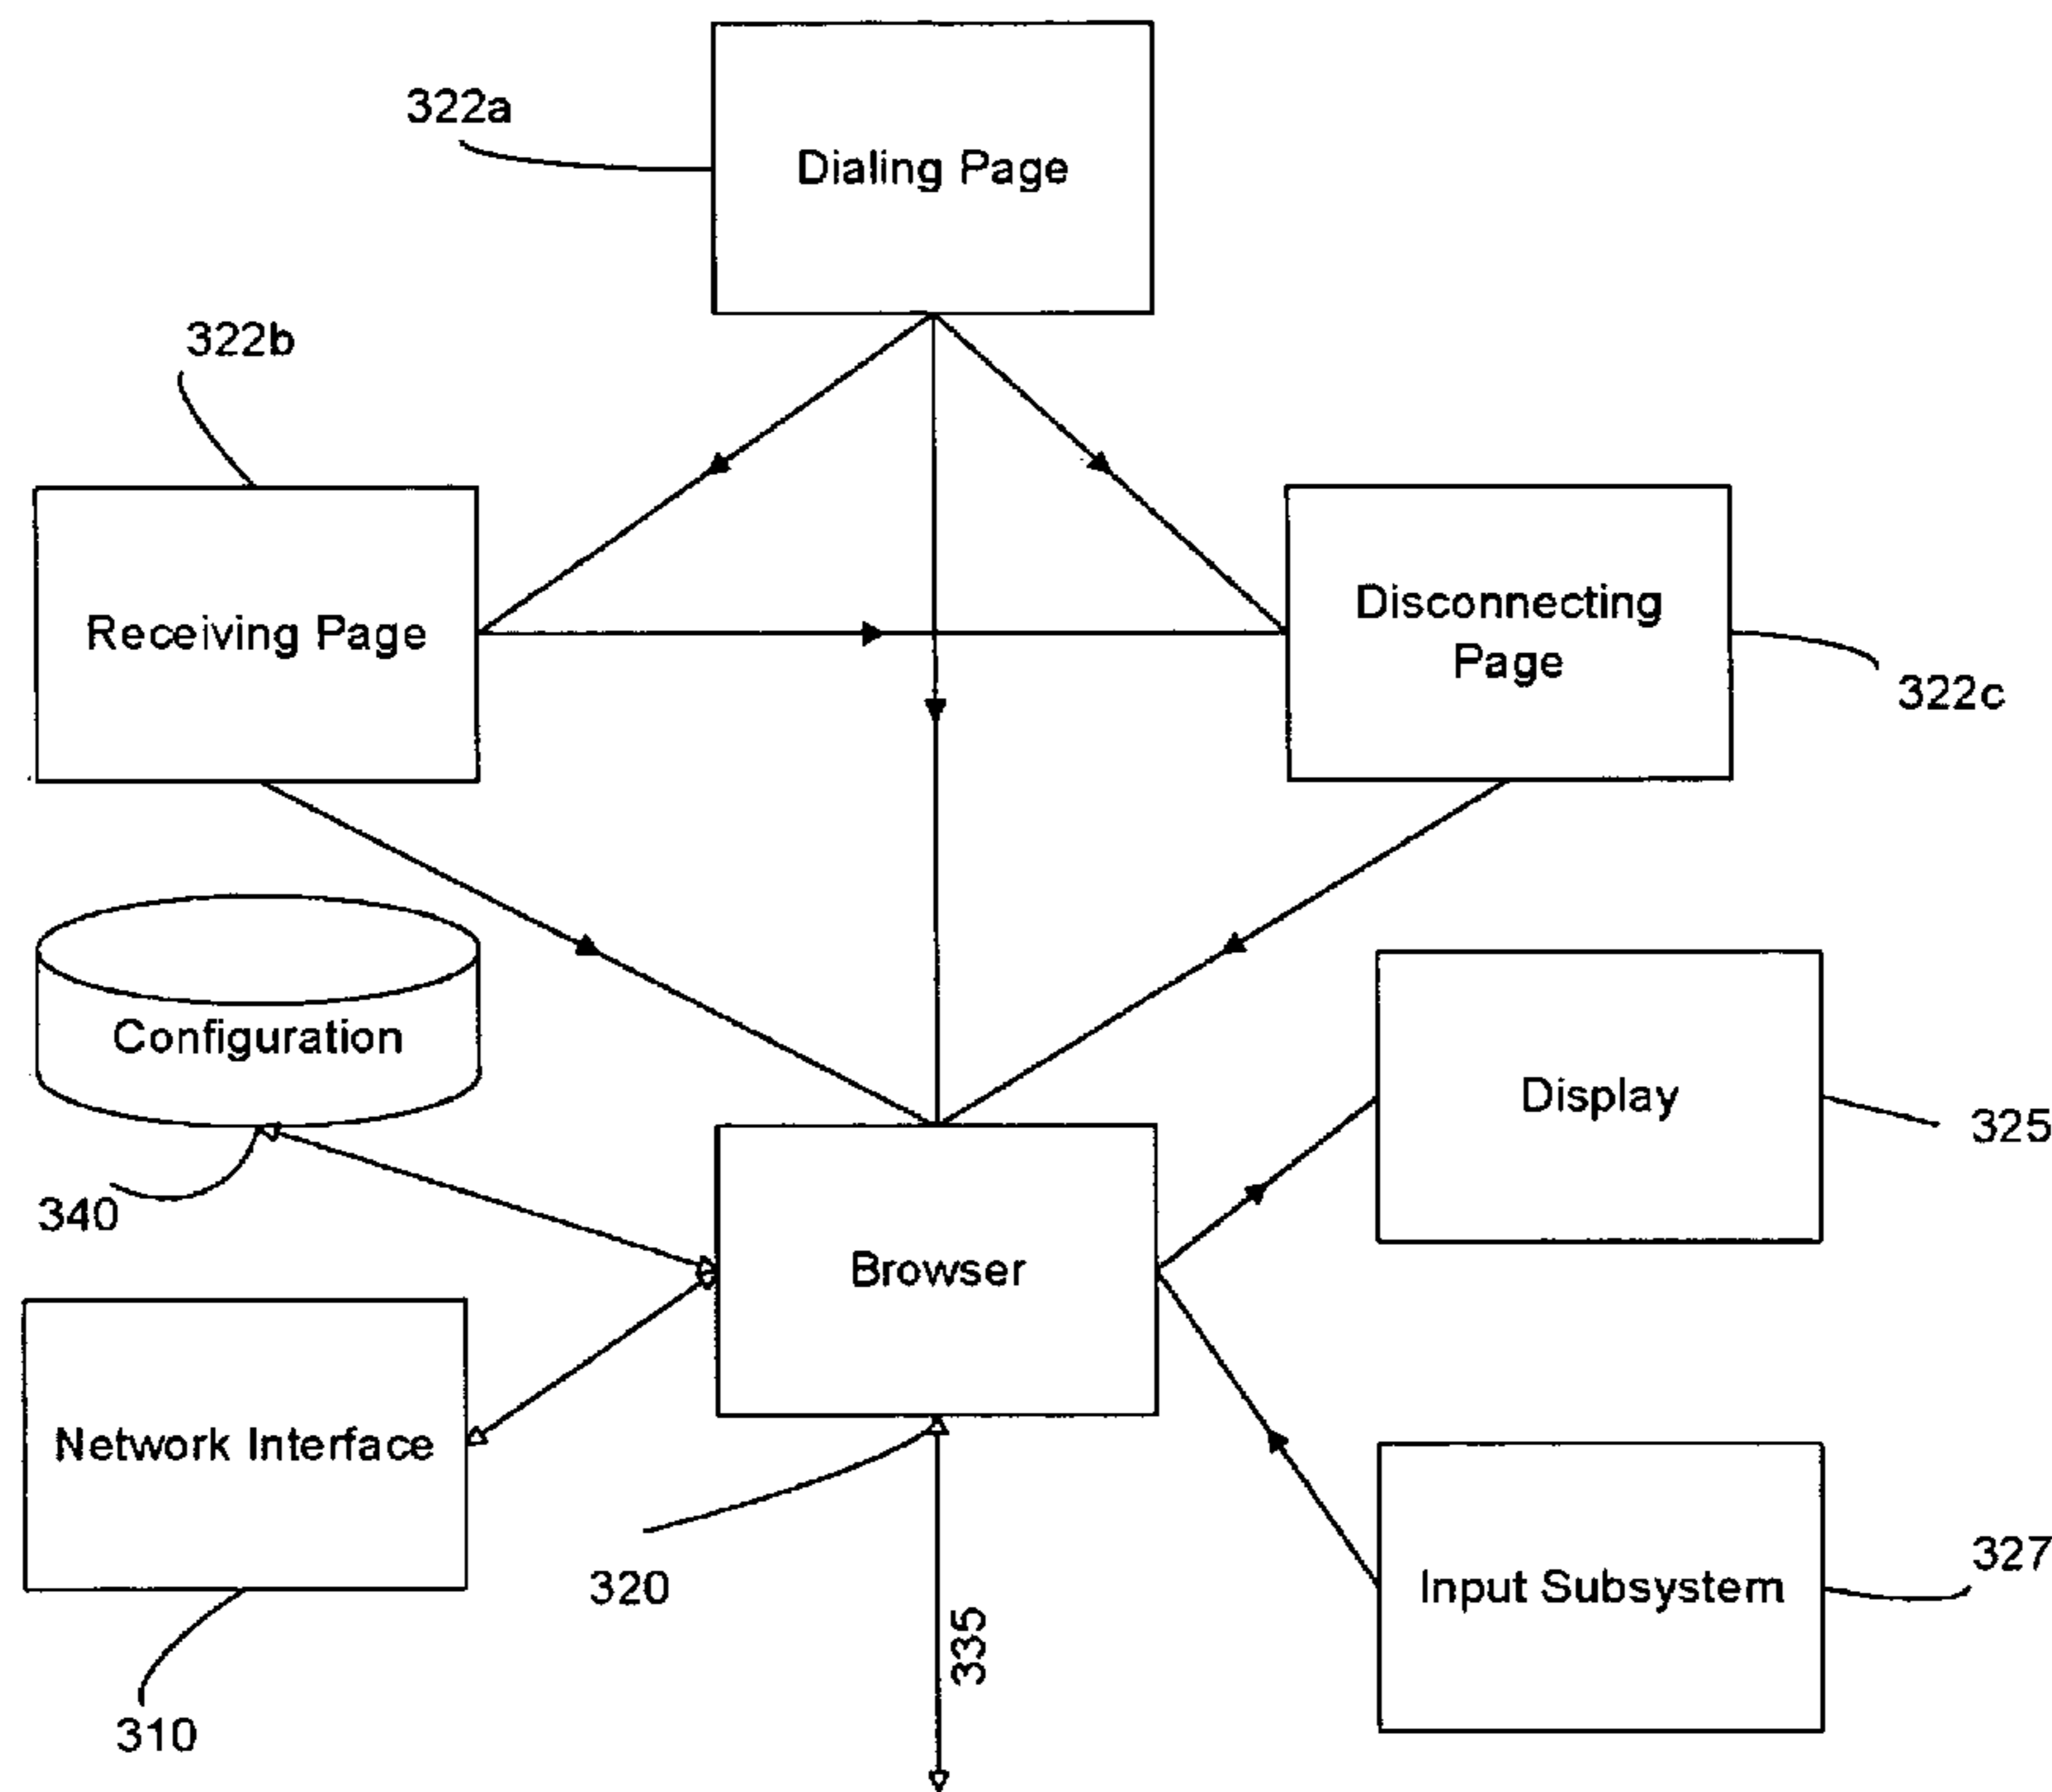 322a
Dialing Page
322b
Receiving Page
Disconnecting
Page
322c
Configuration
340
Display
325
Browser
Network Interface
310
320
335
Input Subsystem
327